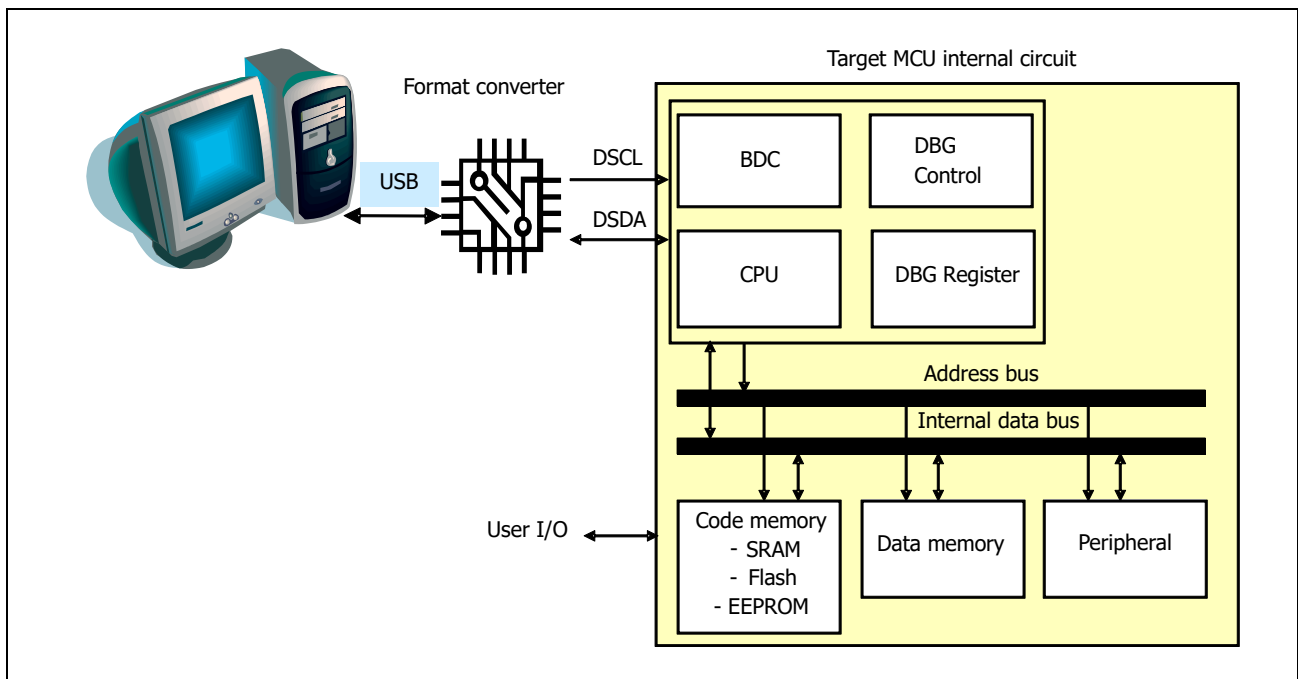 Target MCU internal circuit
Format converter
USB
DSCL
DSDA
BDC
DBG
Control
CPU
DBG Register
Address bus
Internal data bus
User I/O
Code memory
- SRAM
- Flash
- EEPROM
Data memory
Peripheral